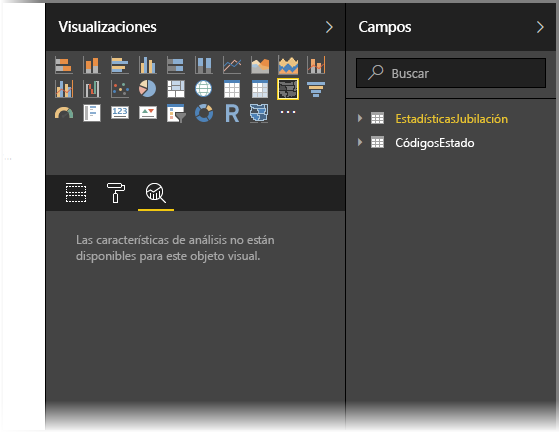 Visualizaciones
Campos
Buscar
EstadísticasJubilación
CódigosEstado
123
R
Las características de análisis no están
disponibles para este objeto visual.